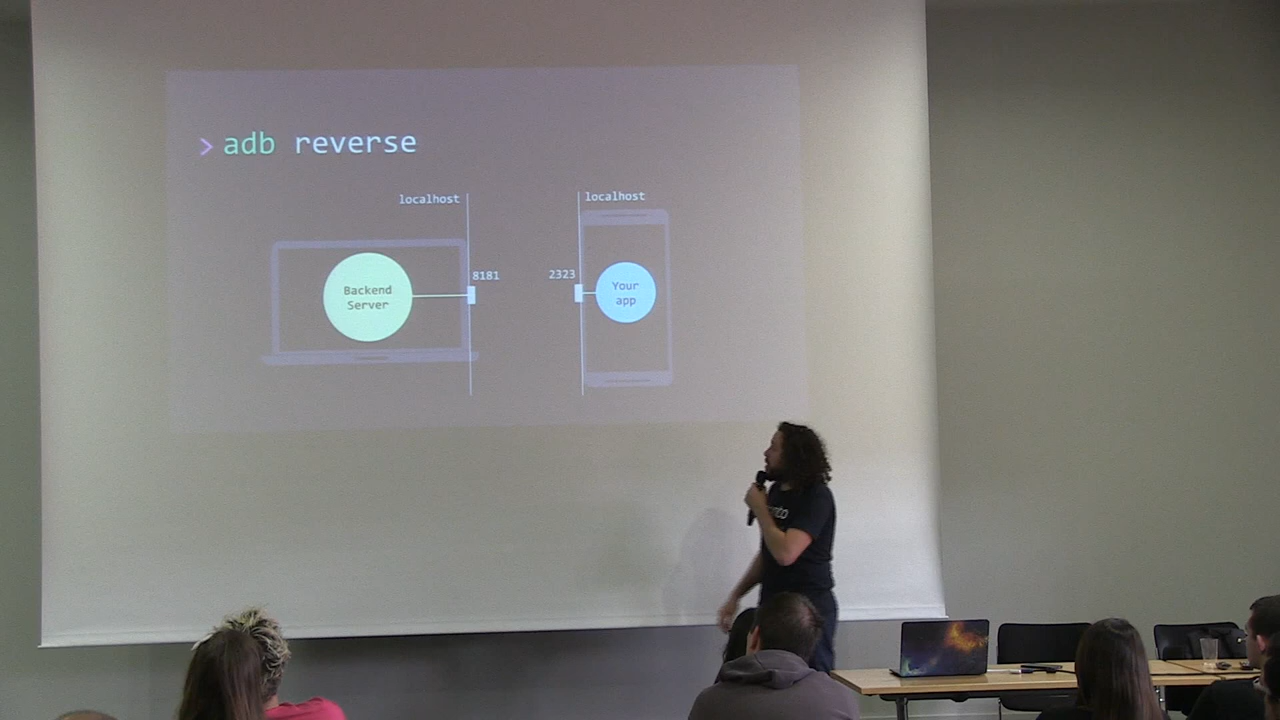 > adb reverse
localhost
localhost
8181
2323
Backend
Server
Your
app